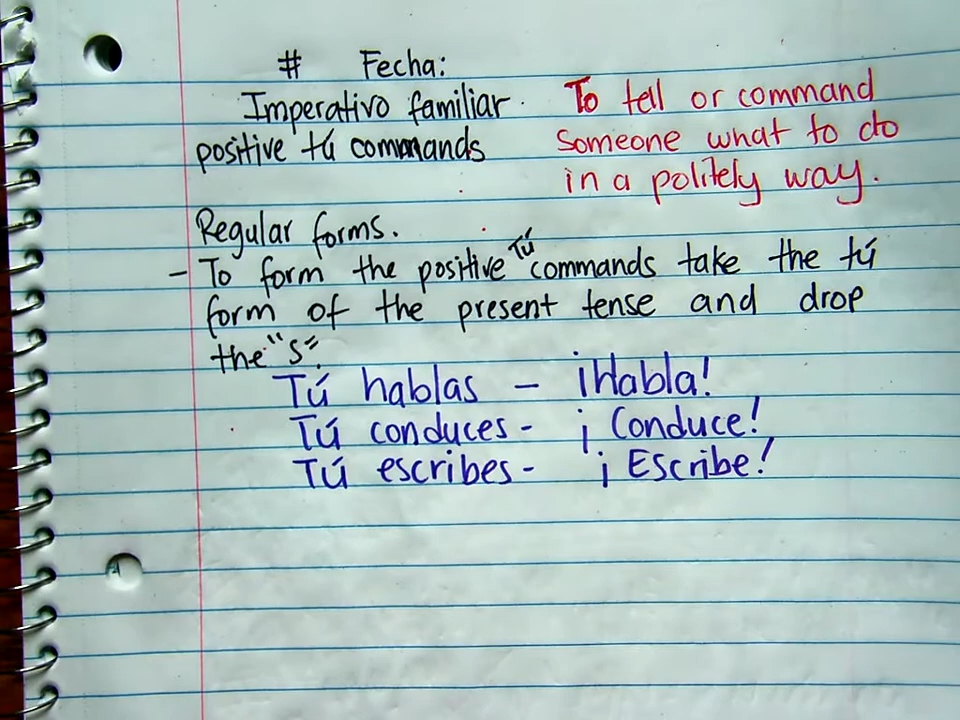 # Fecha:
Imperativo familiar
positive tú commands
To tell or command
someone what to do
in a politely way.
Regular forms.
- To form the positive Tú commands take the tú
form of the present tense and drop
the "s".
Tú hablas - ¡Habla!
Tú conduces - ¡Conduce!
Tú escribes - ¡Escribe!